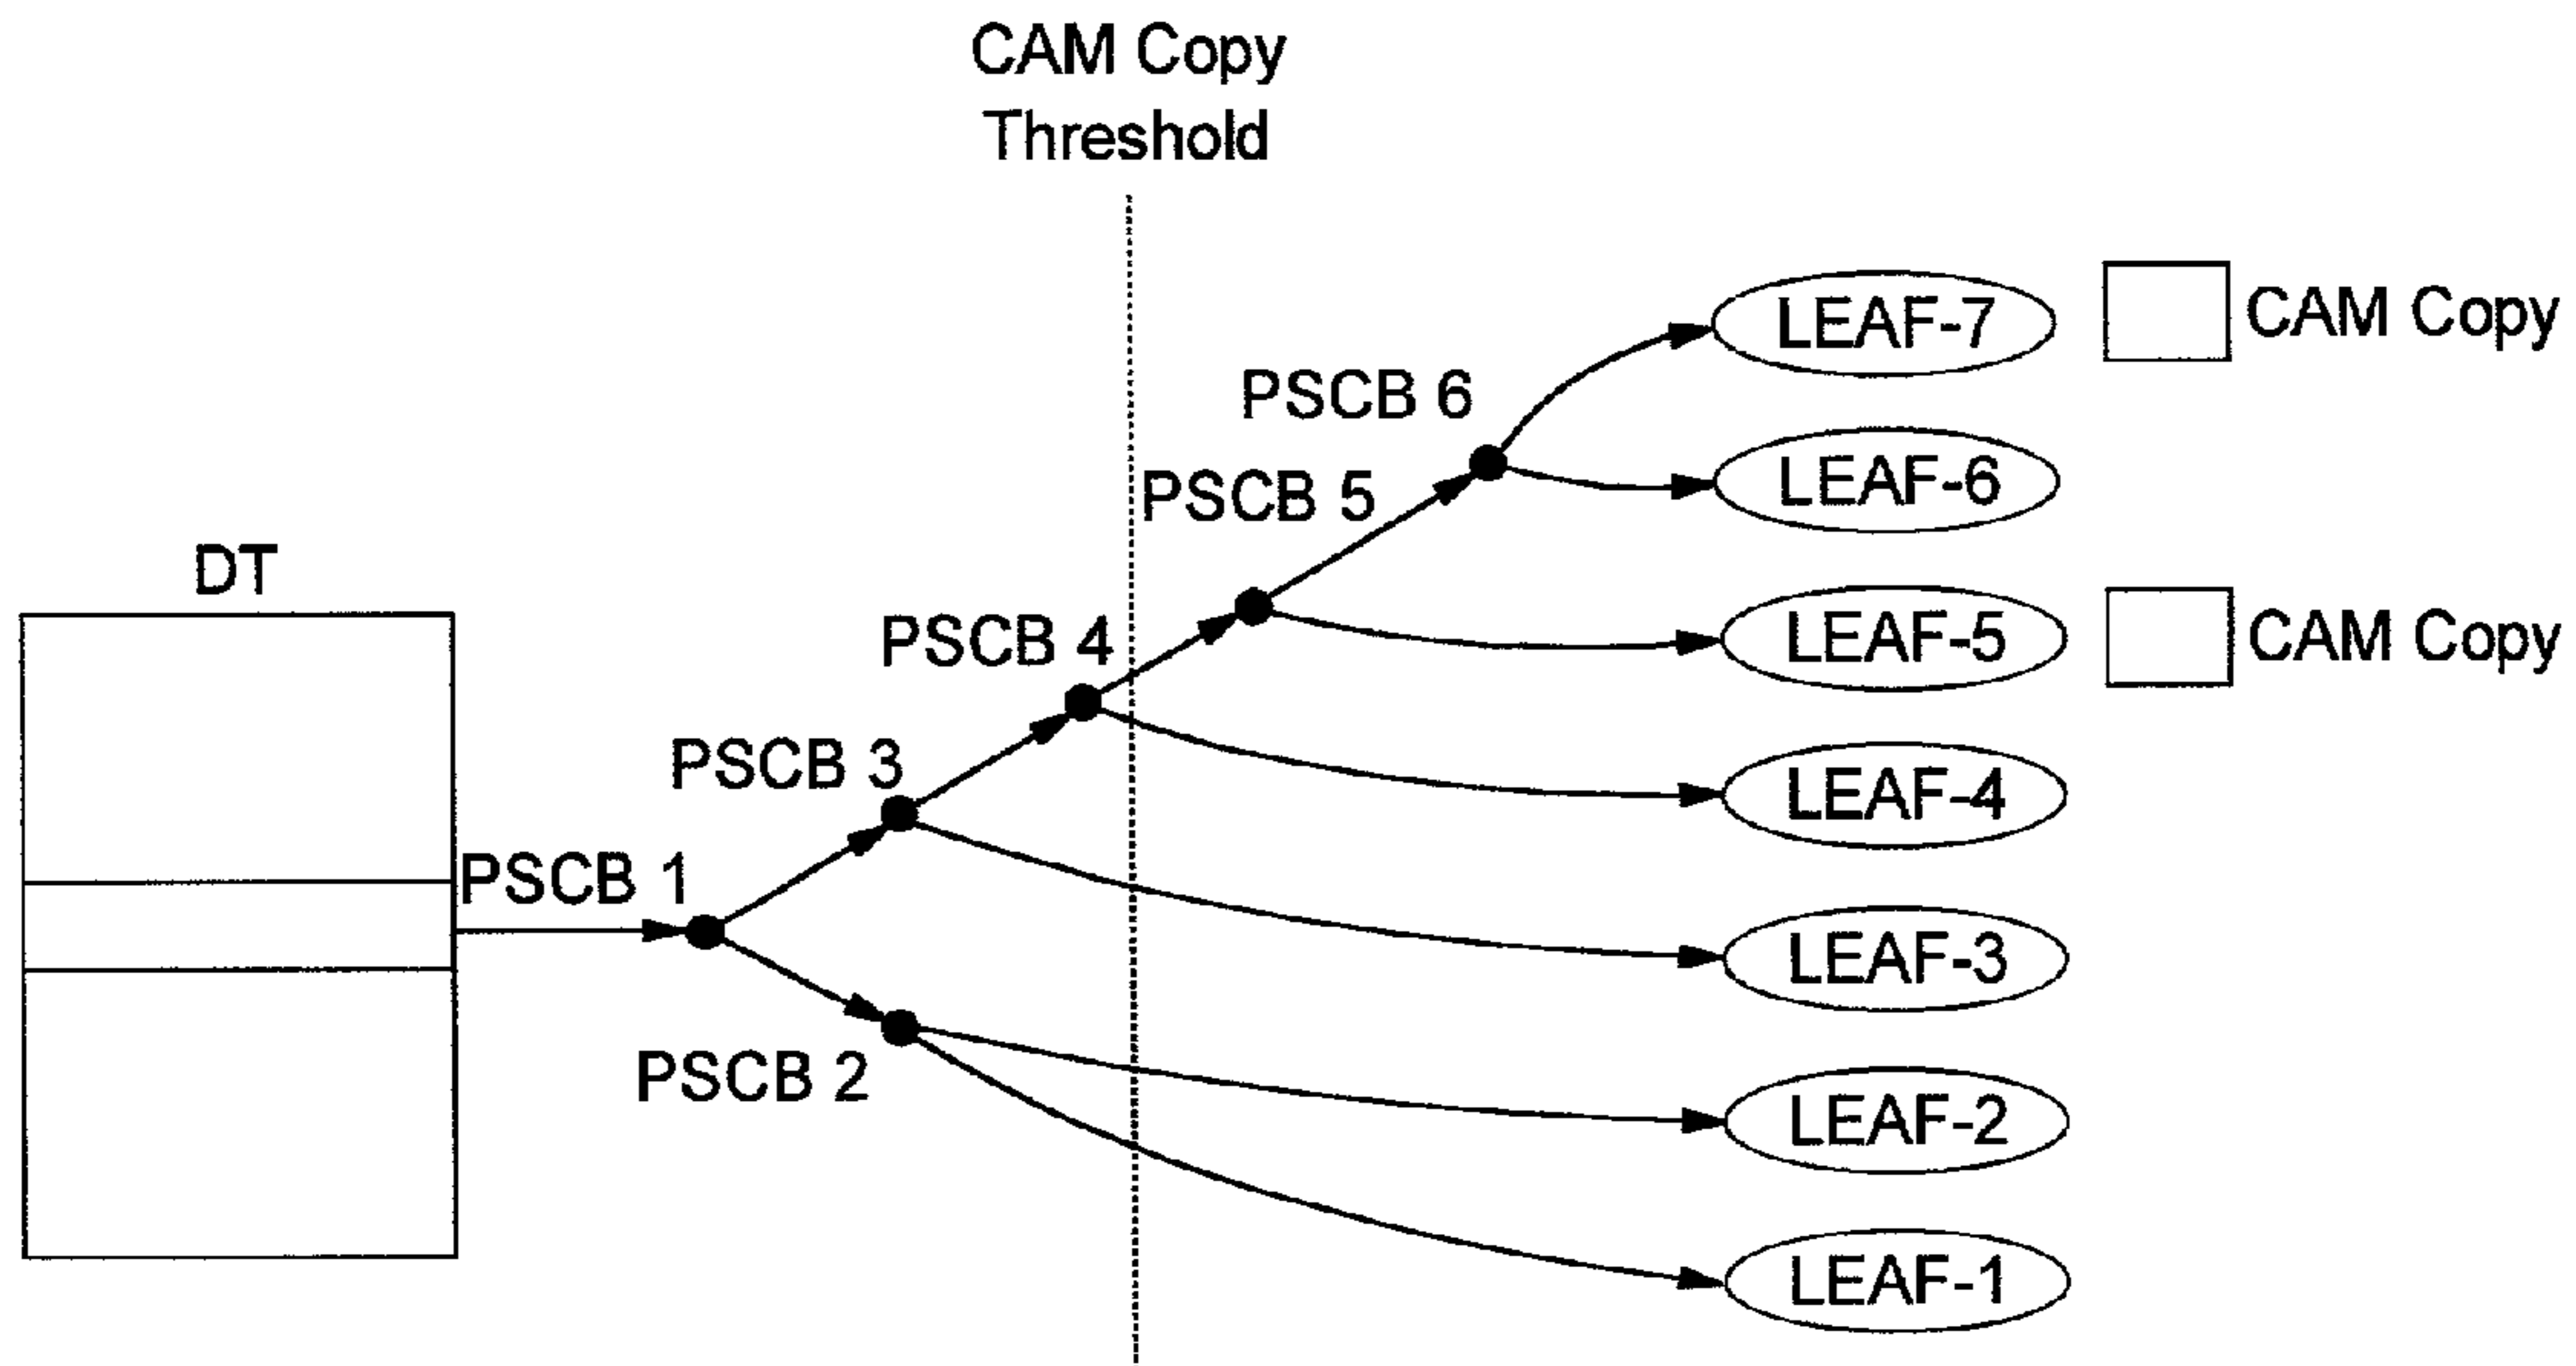 CAM Copy
Threshold
LEAF-7
CAM Copy
PSCB 6
LEAF-6
PSCB 5
DT
LEAF-5
CAM Copy
PSCB 4
PSCB 3
LEAF-4
PSCB 1
LEAF-3
PSCB 2
LEAF-2
LEAF-1